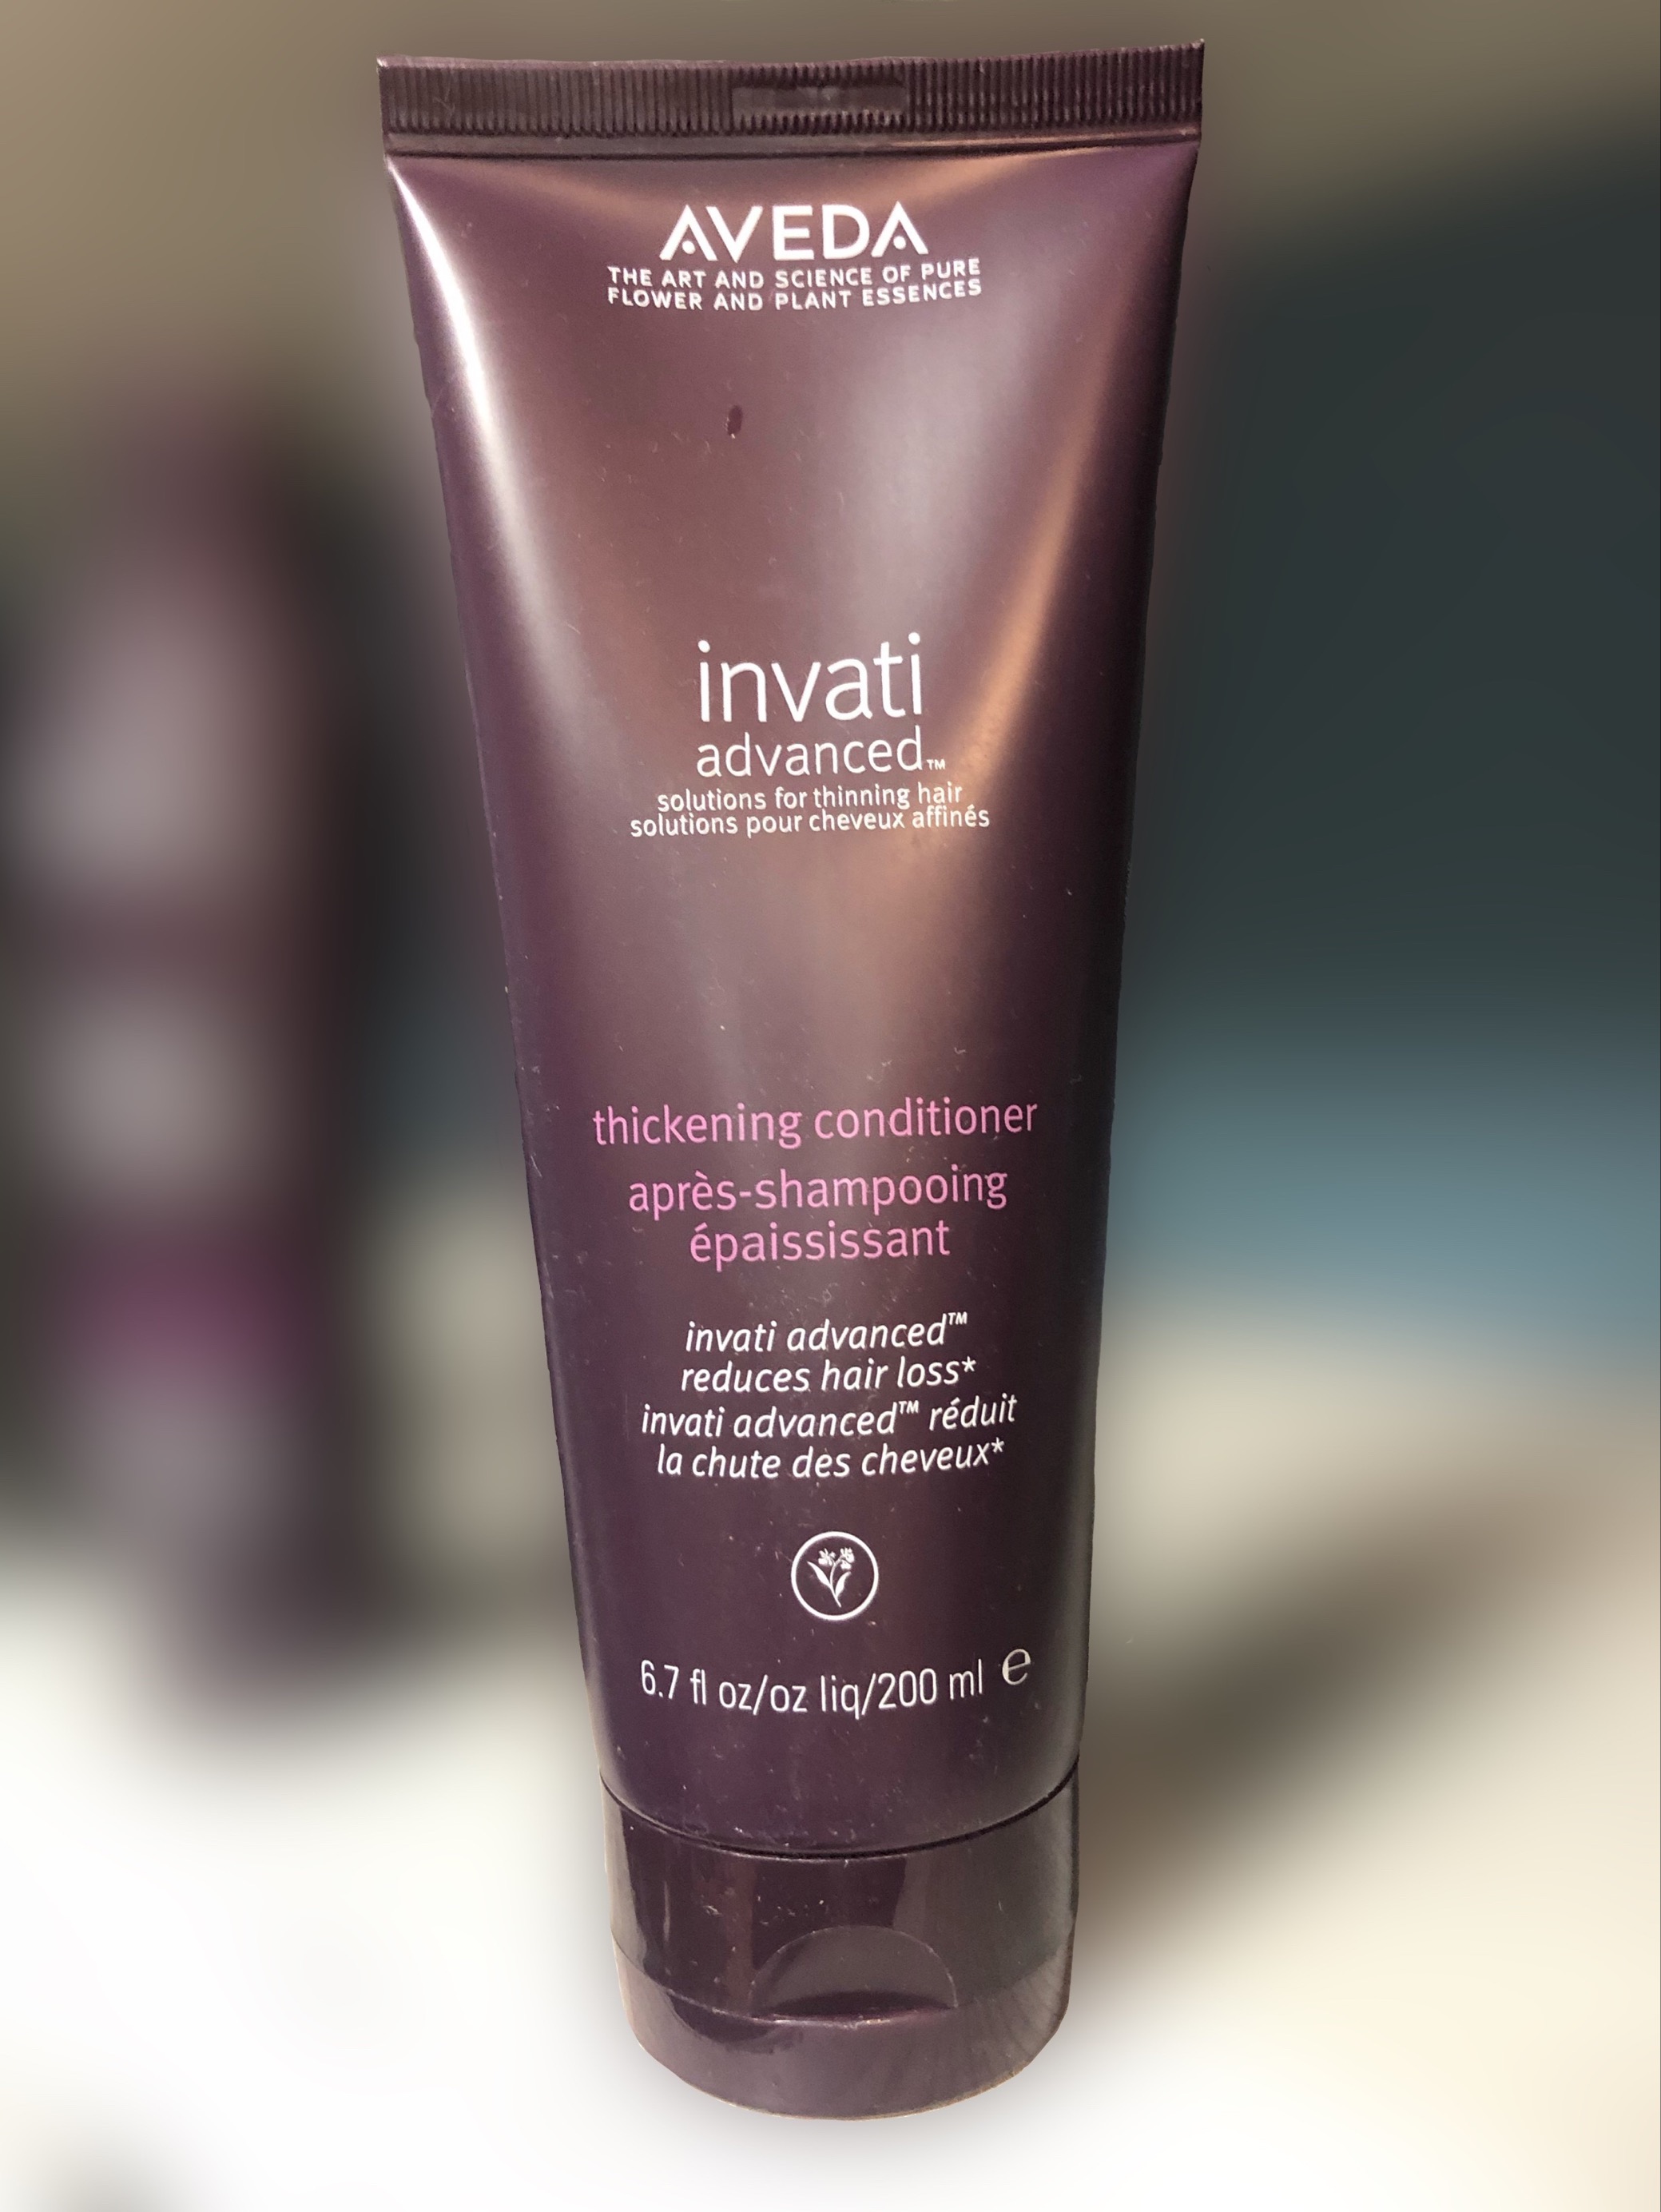 AVEDA
THE ART AND SCIENCE OF PURE
FLOWER AND PLANT ESSENCES
invati
advanced™
solutions for thinning hair
solutions pour cheveux affinés
thickening conditioner
après-shampooing
épaississant
invati advanced™
reduces hair loss*
invati advanced™ réduit
la chute des cheveux*
6.7 fl oz/oz liq/200 ml ℮